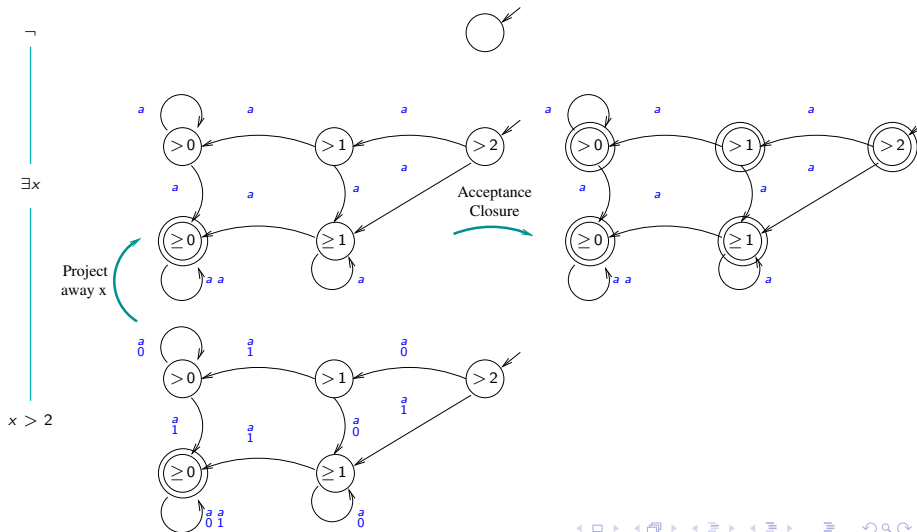 ¬
a a a
a a a
> 0 > 1 > 2
> 0 > 1 > 2
a
a
∃x
a a a
a a a
Acceptance
Closure
≥ 0 ≥ 1
≥ 0 ≥ 1
Project
away x
a a a
a a a
a a a
0 1 0
> 0 > 1 > 2
a
1
x > 2
a a a
1 1 0
≥ 0 ≥ 1
a a a
0 1 0